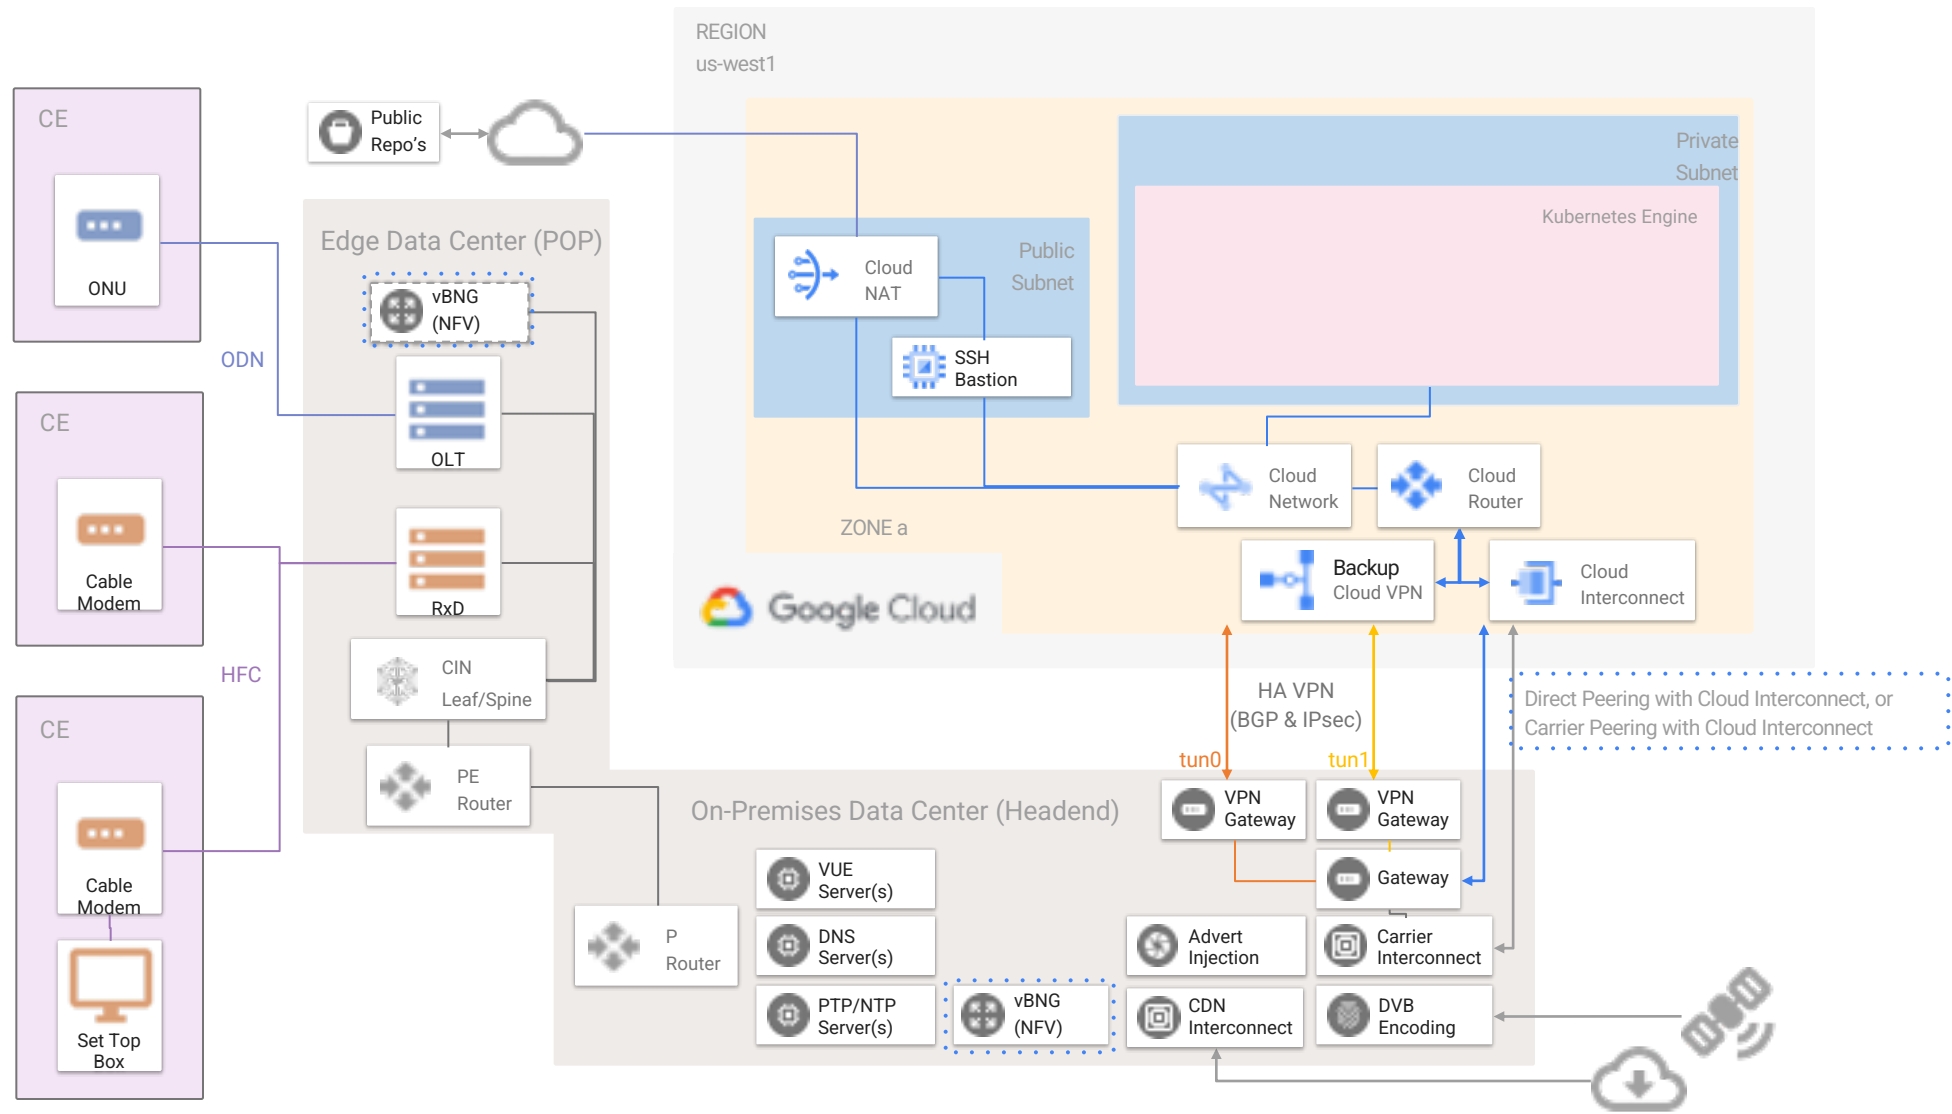 REGION
us-west1
CE
ONU
ODN
CE
Cable
Modem
HFC
CE
Cable
Modem
Set Top
Box
Public
Repo's
Edge Data Center (POP)
vBNG
(NFV)
OLT
RxD
CIN
Leaf/Spine
PE
Router
Public
Subnet
Cloud
NAT
SSH
Bastion
Private
Subnet
Kubernetes Engine
ZONE a
Cloud
Network
Cloud
Router
Backup
Cloud VPN
Cloud
Interconnect
Google Cloud
HA VPN
(BGP & IPsec)
tun0
tun1
Direct Peering with Cloud Interconnect, or
Carrier Peering with Cloud Interconnect
On-Premises Data Center (Headend)
VPN
Gateway
VPN
Gateway
Gateway
VUE
Server(s)
DNS
Server(s)
PTP/NTP
Server(s)
P
Router
vBNG
(NFV)
Advert
Injection
Carrier
Interconnect
CDN
Interconnect
DVB
Encoding